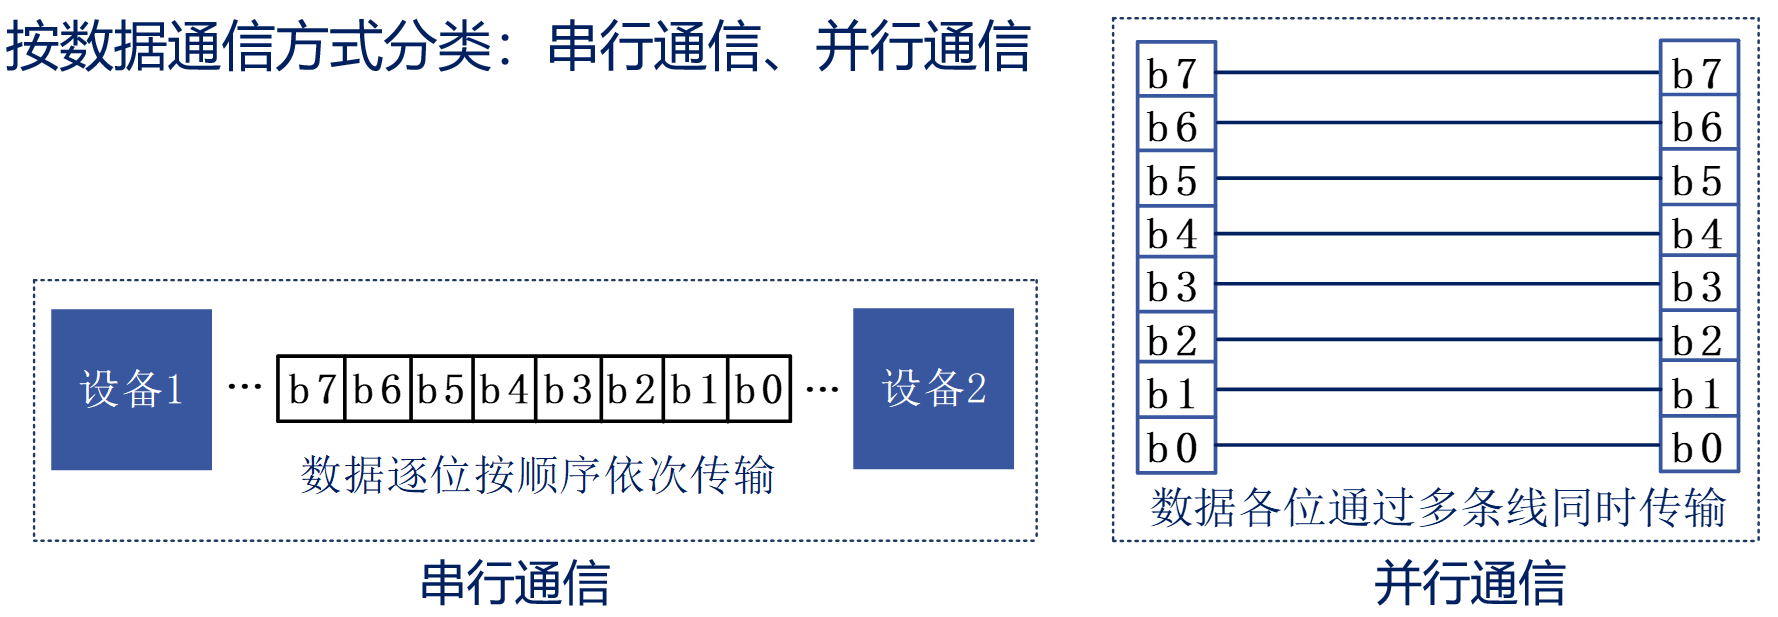 按数据通信方式分类：串行通信、并行通信
设备1 … b7 b6 b5 b4 b3 b2 b1 b0 … 设备2
数据逐位按顺序依次传输
串行通信
b7 b7
b6 b6
b5 b5
b4 b4
b3 b3
b2 b2
b1 b1
b0 b0
数据各位通过多条线同时传输
并行通信